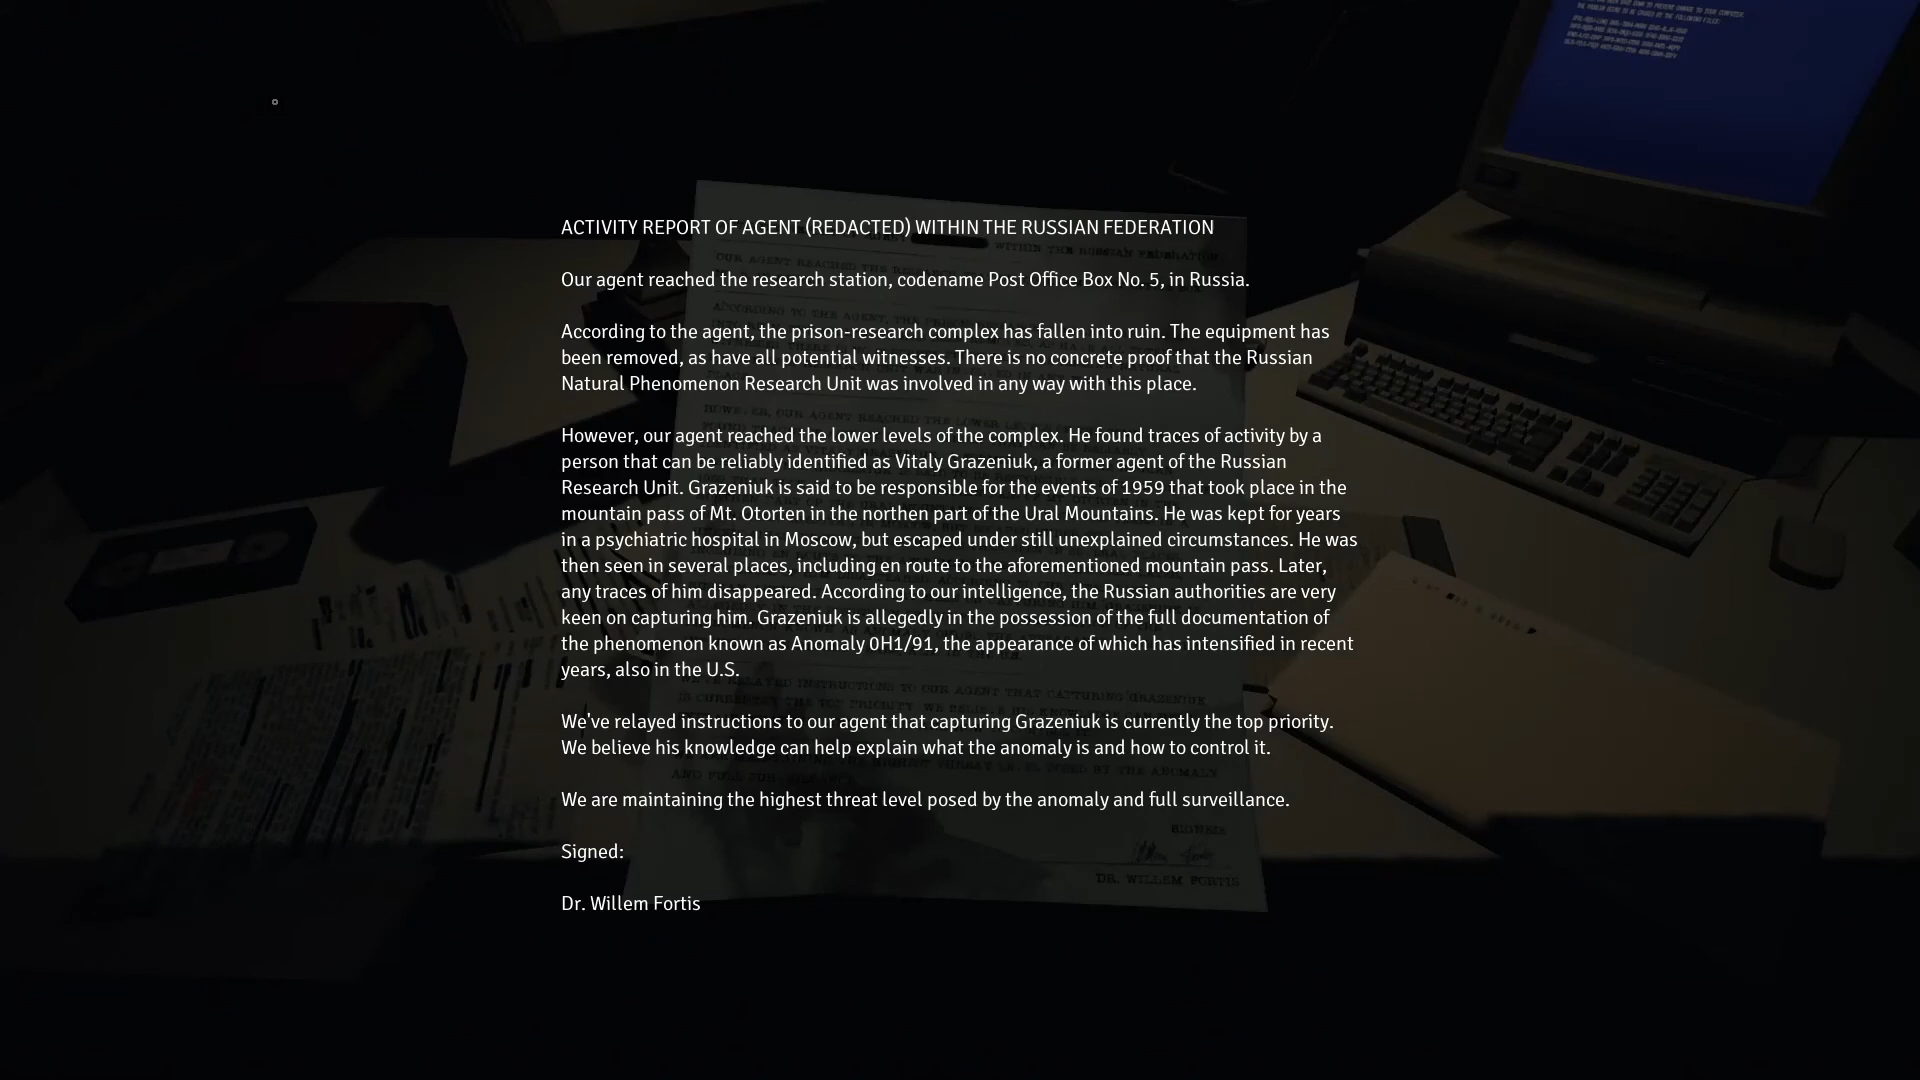 ACTIVITY REPORT OF AGENT (REDACTED) WITHIN THE RUSSIAN FEDERATION
Our agent reached the research station, codename Post Office Box No. 5, in Russia.
According to the agent, the prison-research complex has fallen into ruin. The equipment has
been removed, as have all potential witnesses. There is no concrete proof that the Russian
Natural Phenomenon Research Unit was involved in any way with this place.
However, our agent reached the lower levels of the complex. He found traces of activity by a
person that can be reliably identified as Vitaly Grazeniuk, a former agent of the Russian
Research Unit. Grazeniuk is said to be responsible for the events of 1959 that took place in the
mountain pass of Mt. Otorten in the northen part of the Ural Mountains. He was kept for years
in a psychiatric hospital in Moscow, but escaped under still unexplained circumstances. He was
then seen in several places, including en route to the aforementioned mountain pass. Later,
any traces of him disappeared. According to our intelligence, the Russian authorities are very
keen on capturing him. Grazeniuk is allegedly in the possession of the full documentation of
the phenomenon known as Anomaly 0H1/91, the appearance of which has intensified in recent
years, also in the U.S.
We've relayed instructions to our agent that capturing Grazeniuk is currently the top priority.
We believe his knowledge can help explain what the anomaly is and how to control it.
We are maintaining the highest threat level posed by the anomaly and full surveillance.
Signed:
Dr. Willem Fortis
DR. WILLEM FORTIS